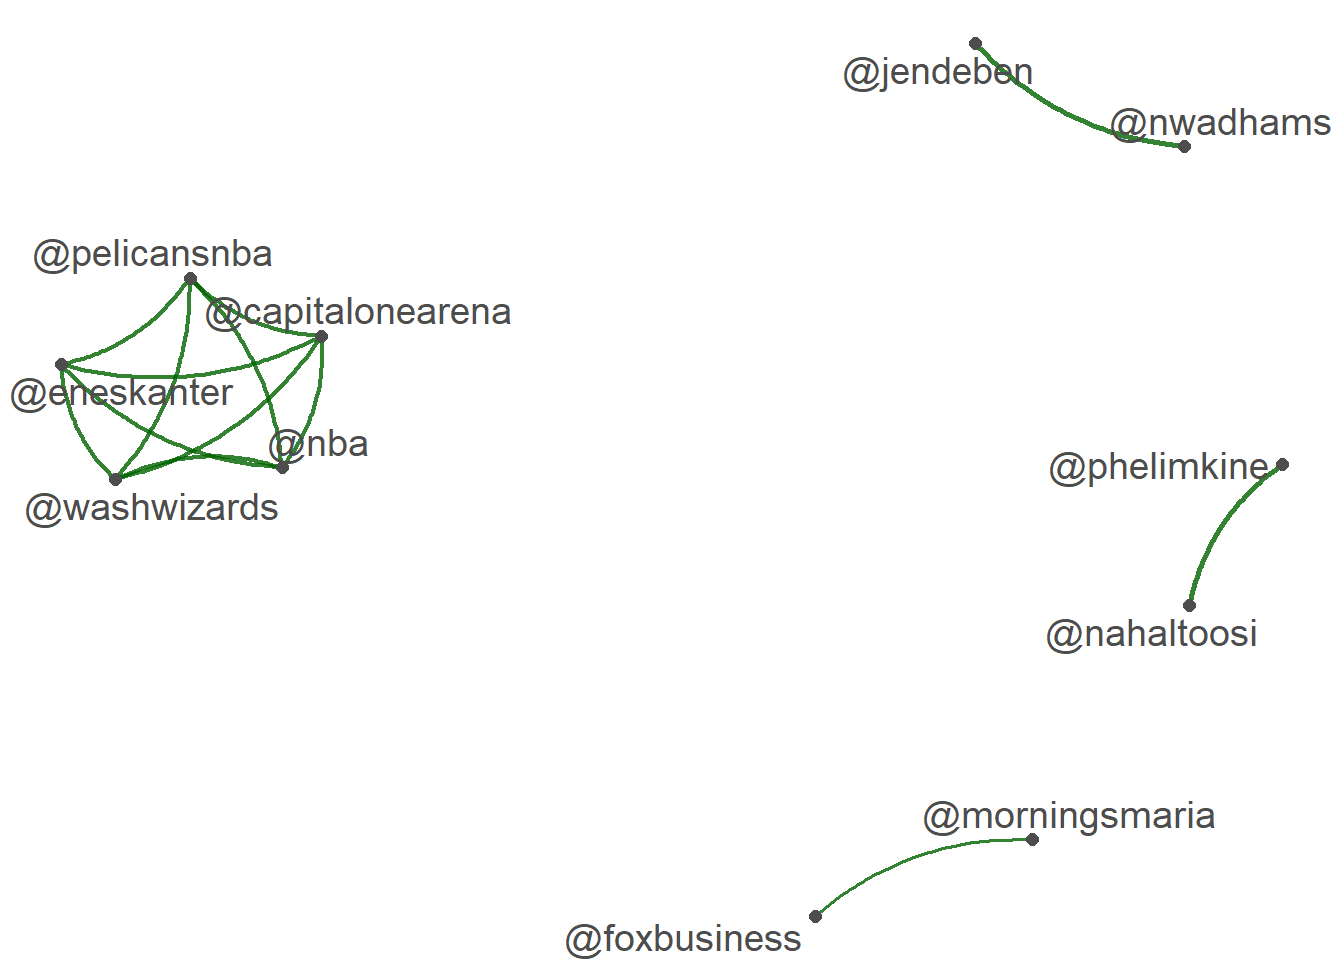 @jendeben
@nwadhams
@pelicansnba
@capitalonearena
@eneskanter
@nba
@phelimkine
@washwizards
@nahaltoosi
@morningsmaria
@foxbusiness